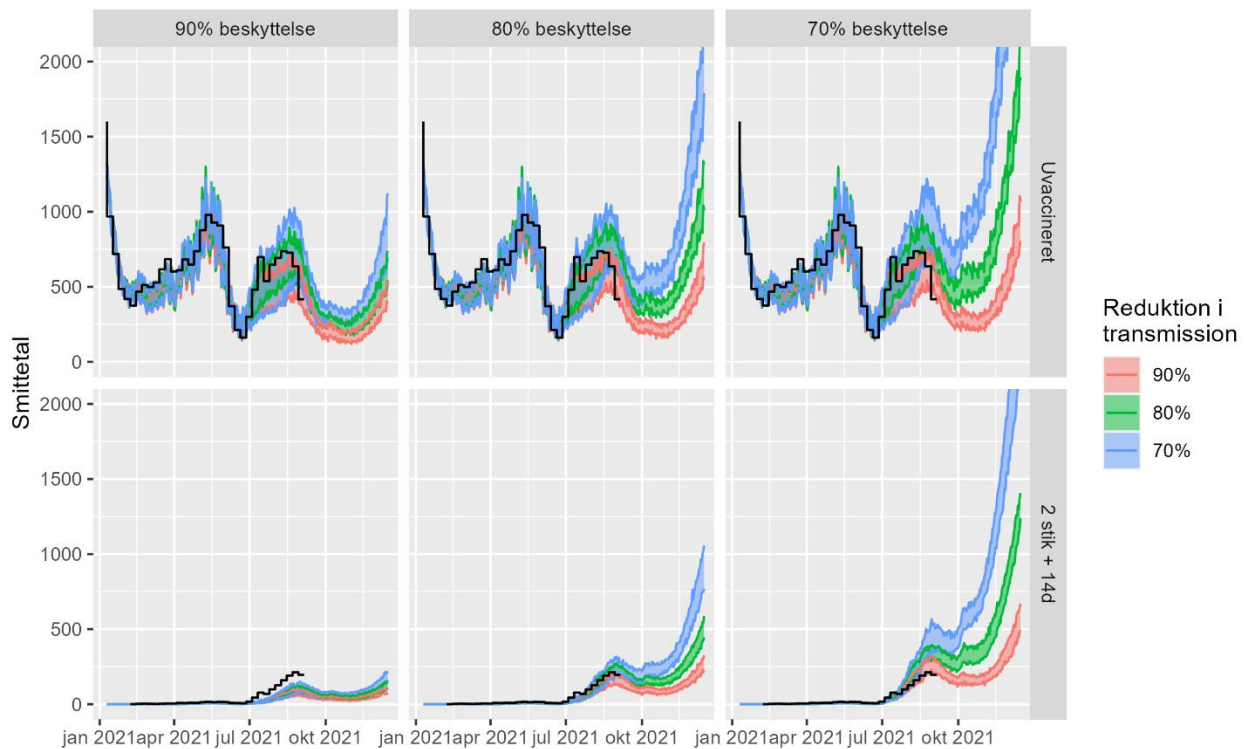 90% beskyttelse
80% beskyttelse
70% beskyttelse
2000
1500
1000
500
0
Uvaccineret
2000
1500
1000
500
0
2 stik + 14d
Smittetal
jan 2021 apr 2021 jul 2021 okt 2021
jan 2021 apr 2021 jul 2021 okt 2021
jan 2021 apr 2021 jul 2021 okt 2021
Reduktion i
transmission
90%
80%
70%